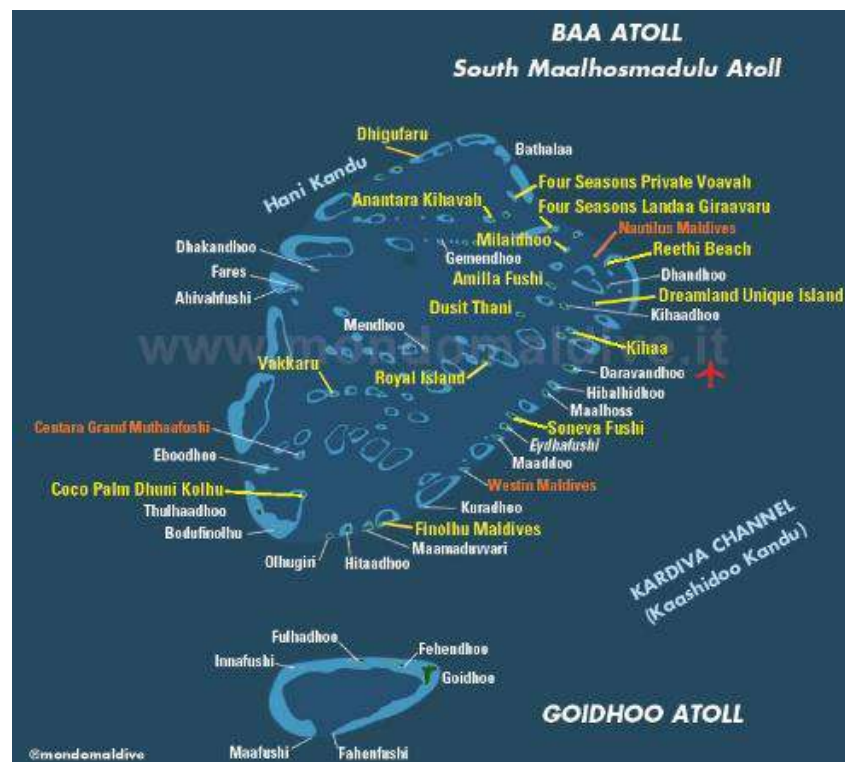 BAA ATOLL
South Maalhosmadulu Atoll
Dhigufaru
Bathalaa
Hani Kandu
Four Seasons Private Voavah
Anantara Kihavah
Four Seasons Landaa Giraavaru
Nautilus Maldives
Milaidhoo
Dhakandhoo
Reethi Beach
Gemendhoo
Fares
Amilla Fushi
Dhandhoo
Ahivahfushi
Dreamland Unique Island
Dusit Thani
Kihaadhoo
Mendhoo
www.mondomaldive.it
Kihaa
Vakkaru
Royal Island
Daravandhoo
Hibalhidhoo
Maalhoss
Centara Grand Muthaafushi
Soneva Fushi
Eydhafushi
Eboodhoo
Maaddoo
Westin Maldives
Coco Palm Dhuni Kolhu
Kuradhoo
Thulhaadhoo
Finolhu Maldives
Bodufinolhu
Maamaduvvari
Olhugiri
Hitaadhoo
KARDIVA CHANNEL
(Kaashidoo Kandu)
Fulhadhoo
Fehendhoo
Innafushi
Goidhoo
GOIDHOO ATOLL
Maafushi
Fahenfushi
©mondomaldive